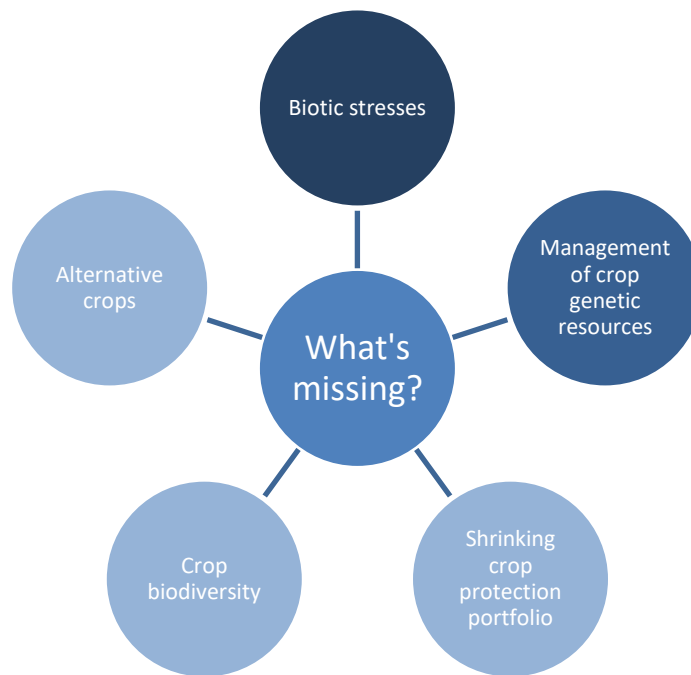 Biotic stresses
Management
of crop
genetic
resources
Shrinking
crop
protection
portfolio
Crop
biodiversity
Alternative
crops
What's
missing?